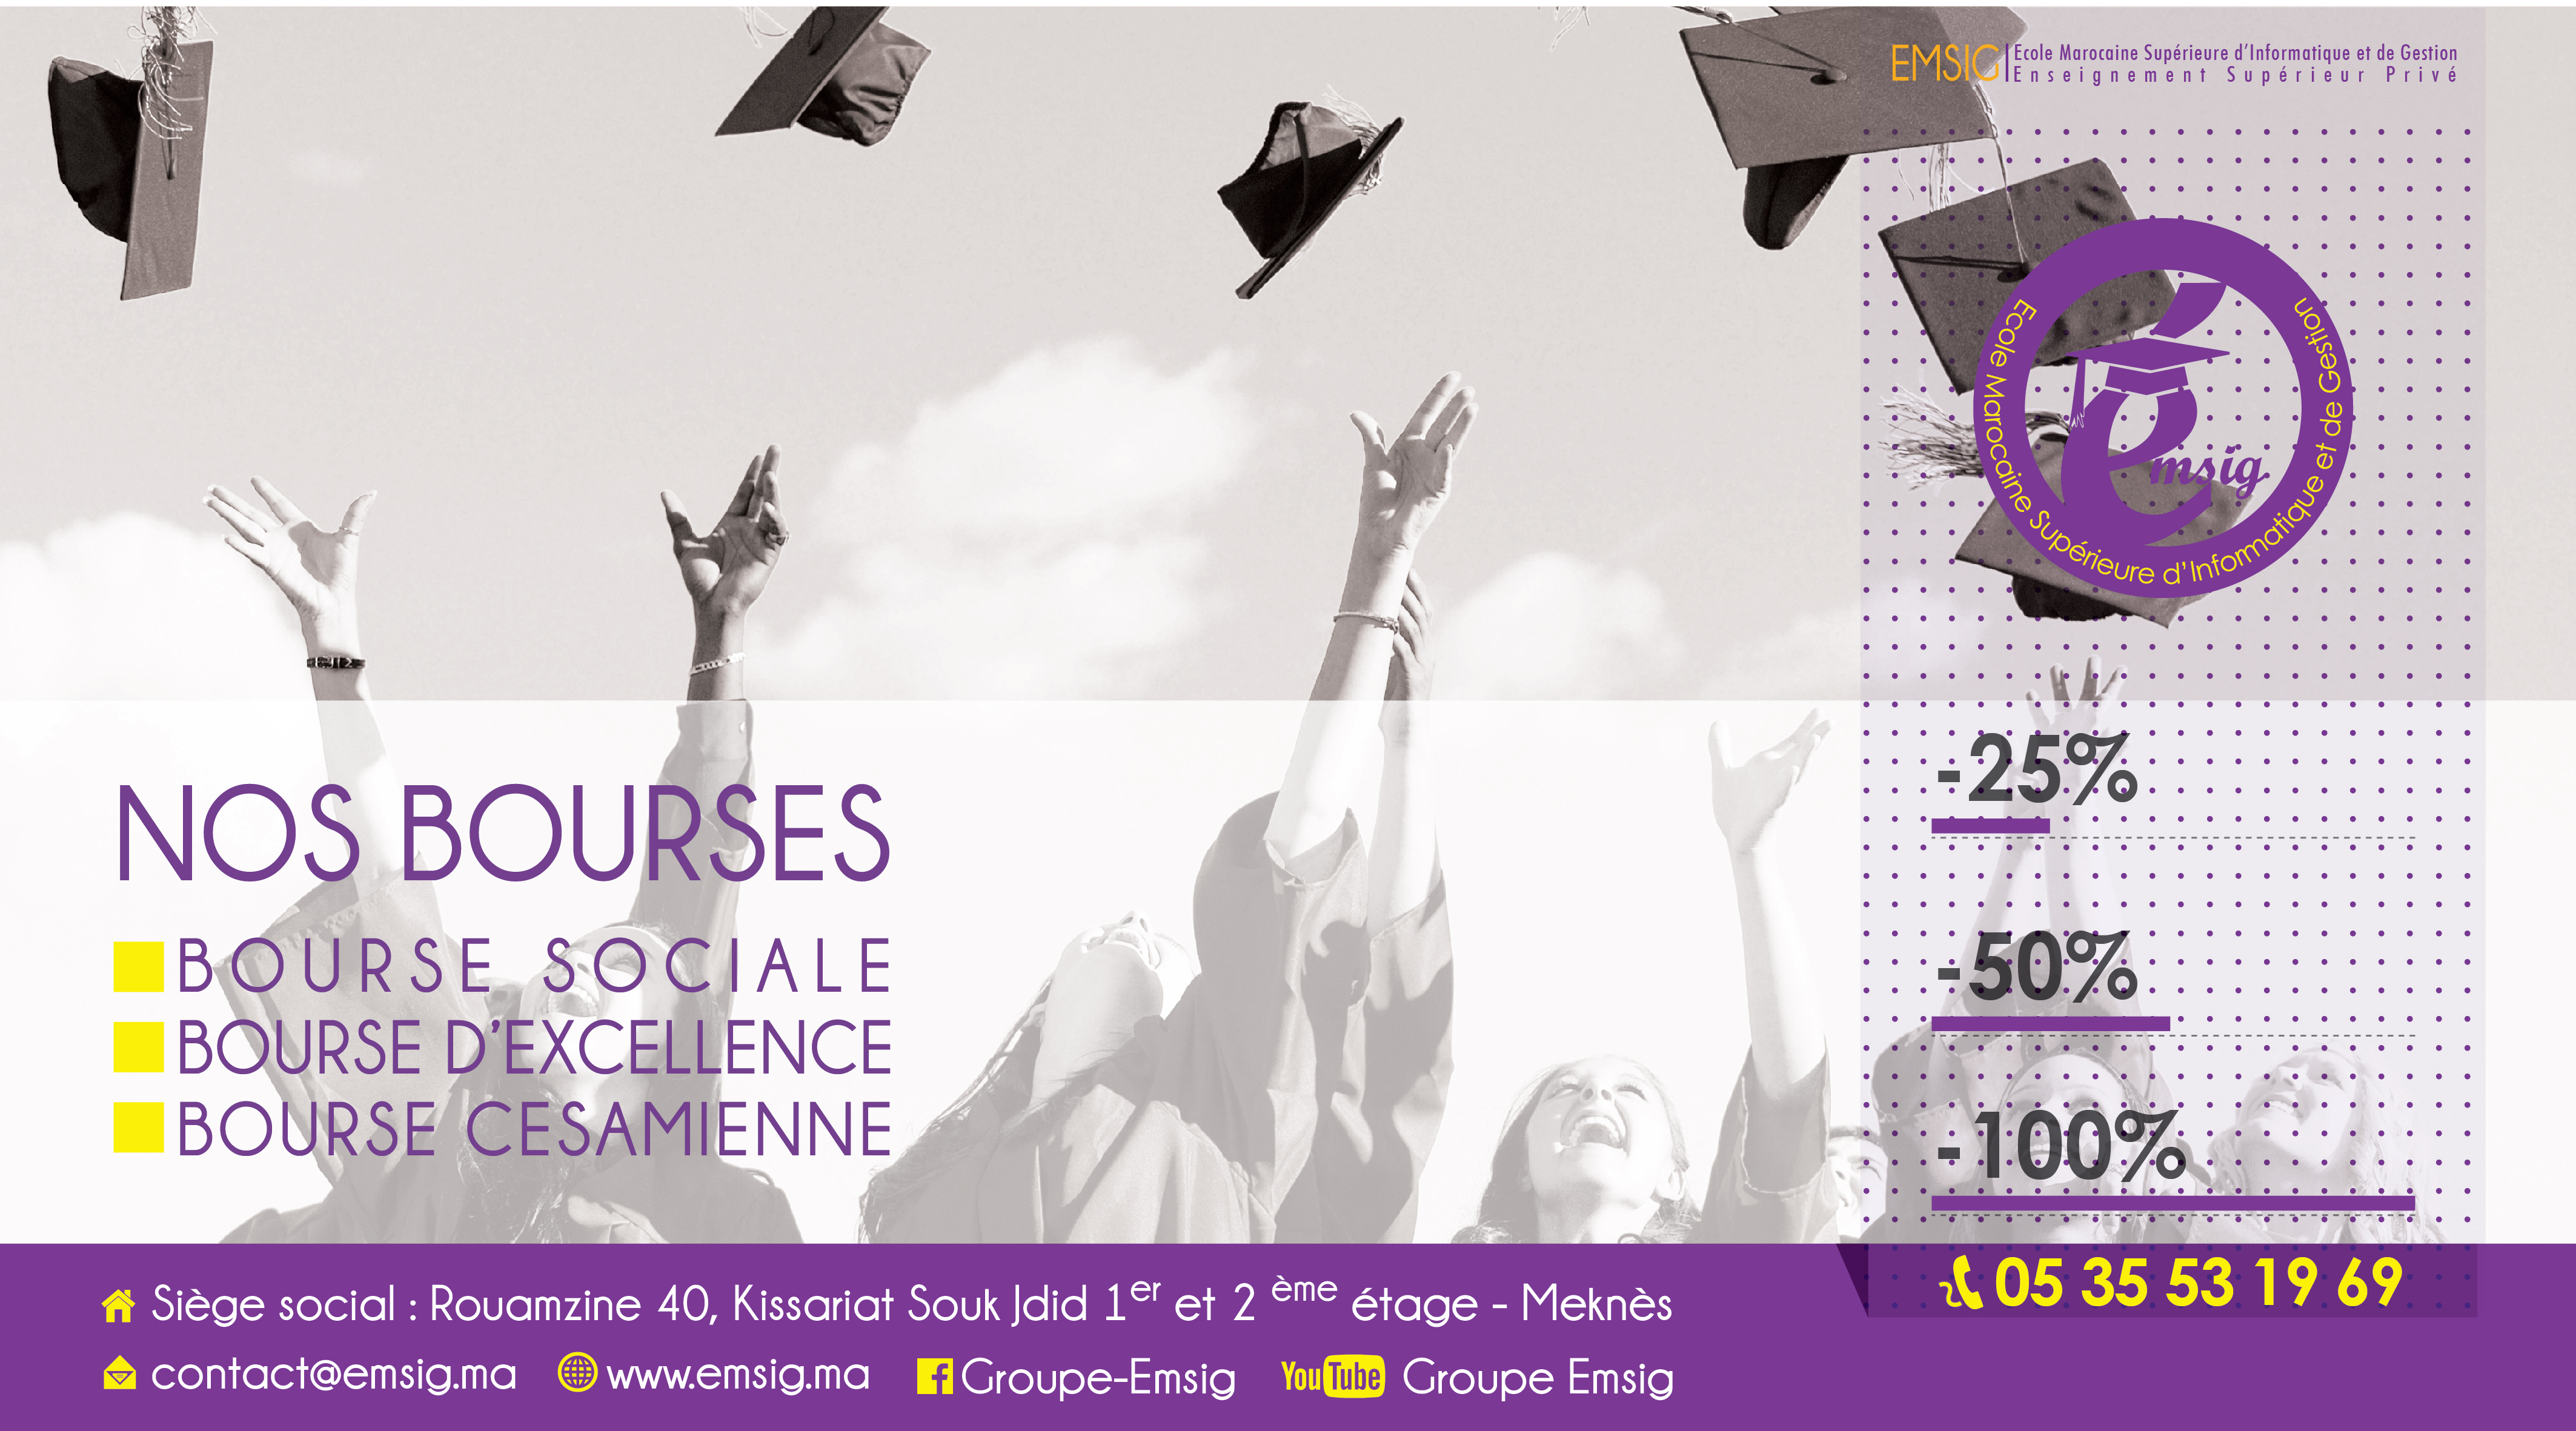 EMSIG
Ecole Marocaine Supérieure d'Informatique et de Gestion
Enseignement Supérieur Privé
Ecole Marocaine Supérieure d'Informatique et de Gestion
émsig
-25%
-50%
-100%
NOS BOURSES
BOURSE SOCIALE
BOURSE D'EXCELLENCE
BOURSE CESAMIENNE
05 35 53 19 69
Siège social : Rouamzine 40, Kissariat Souk Jdid 1er et 2 ème étage - Meknès
contact@emsig.ma www.emsig.ma Groupe-Emsig YouTube Groupe Emsig